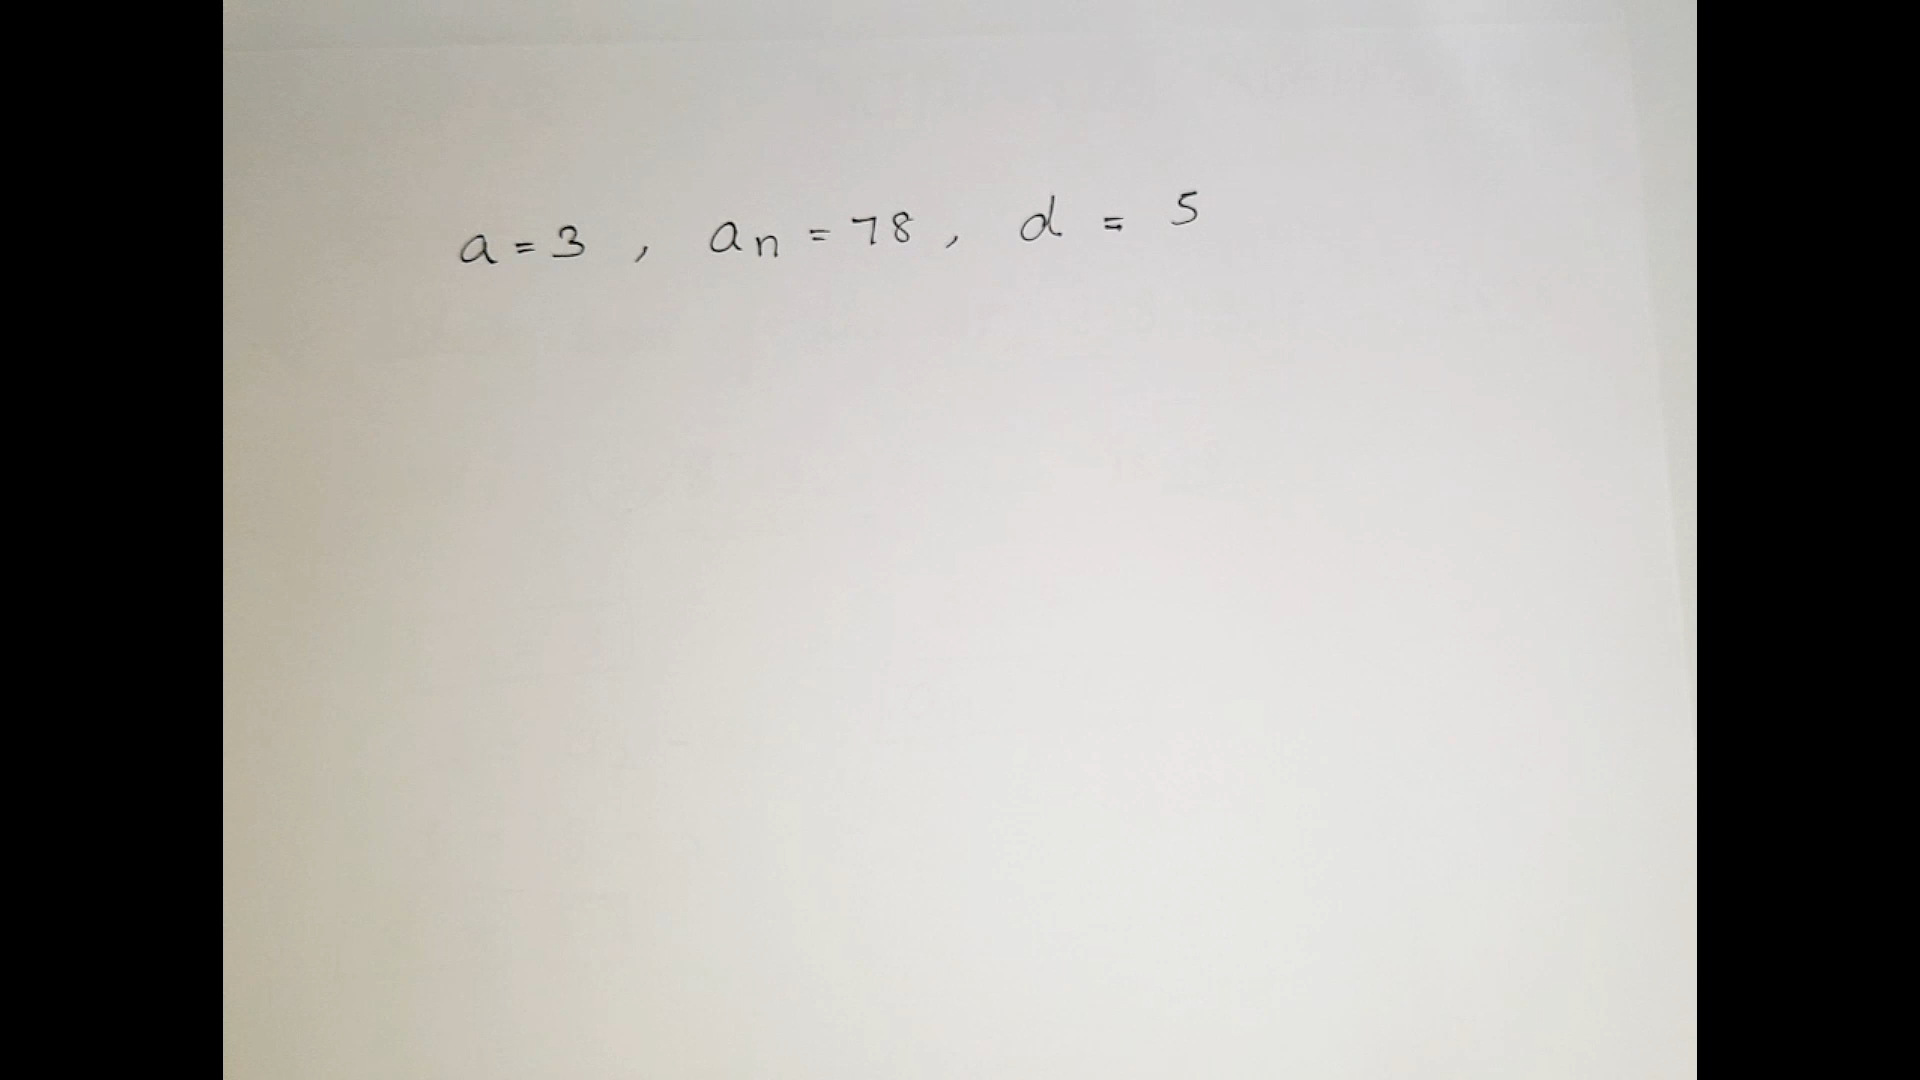 a = 3 , an = 78 , d = 5